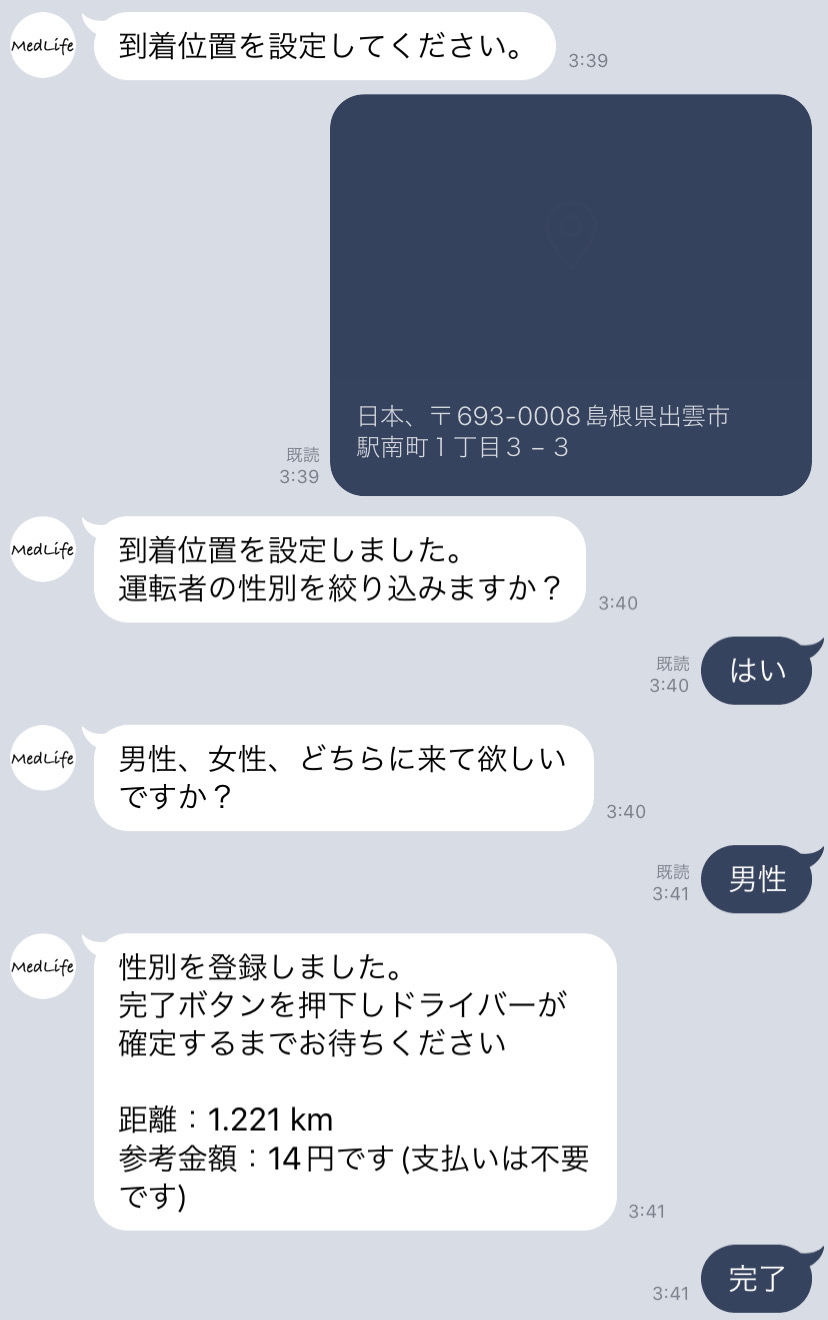 MedLife
到着位置を設定してください。
3:39
日本、〒693-0008島根県出雲市
駅南町1丁目3−3
既読
3:39
MedLife
到着位置を設定しました。
運転者の性別を絞り込みますか？
3:40
既読
3:40
はい
MedLife
男性、女性、どちらに来て欲しい
ですか？
3:40
既読
3:41
男性
MedLife
性別を登録しました。
完了ボタンを押下しドライバーが
確定するまでお待ちください
距離：1.221 km
参考金額：14円です(支払いは不要
です)
3:41
3:41
完了